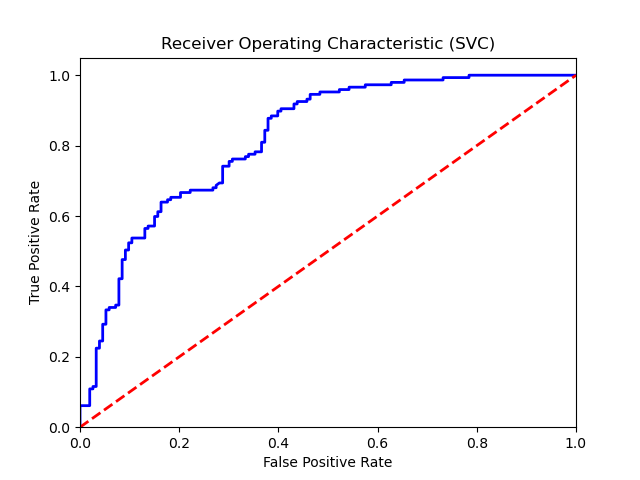 Receiver Operating Characteristic (SVC)
1.0
0.8
0.6
0.4
0.2
0.0
True Positive Rate
0.0 0.2 0.4 0.6 0.8 1.0
False Positive Rate